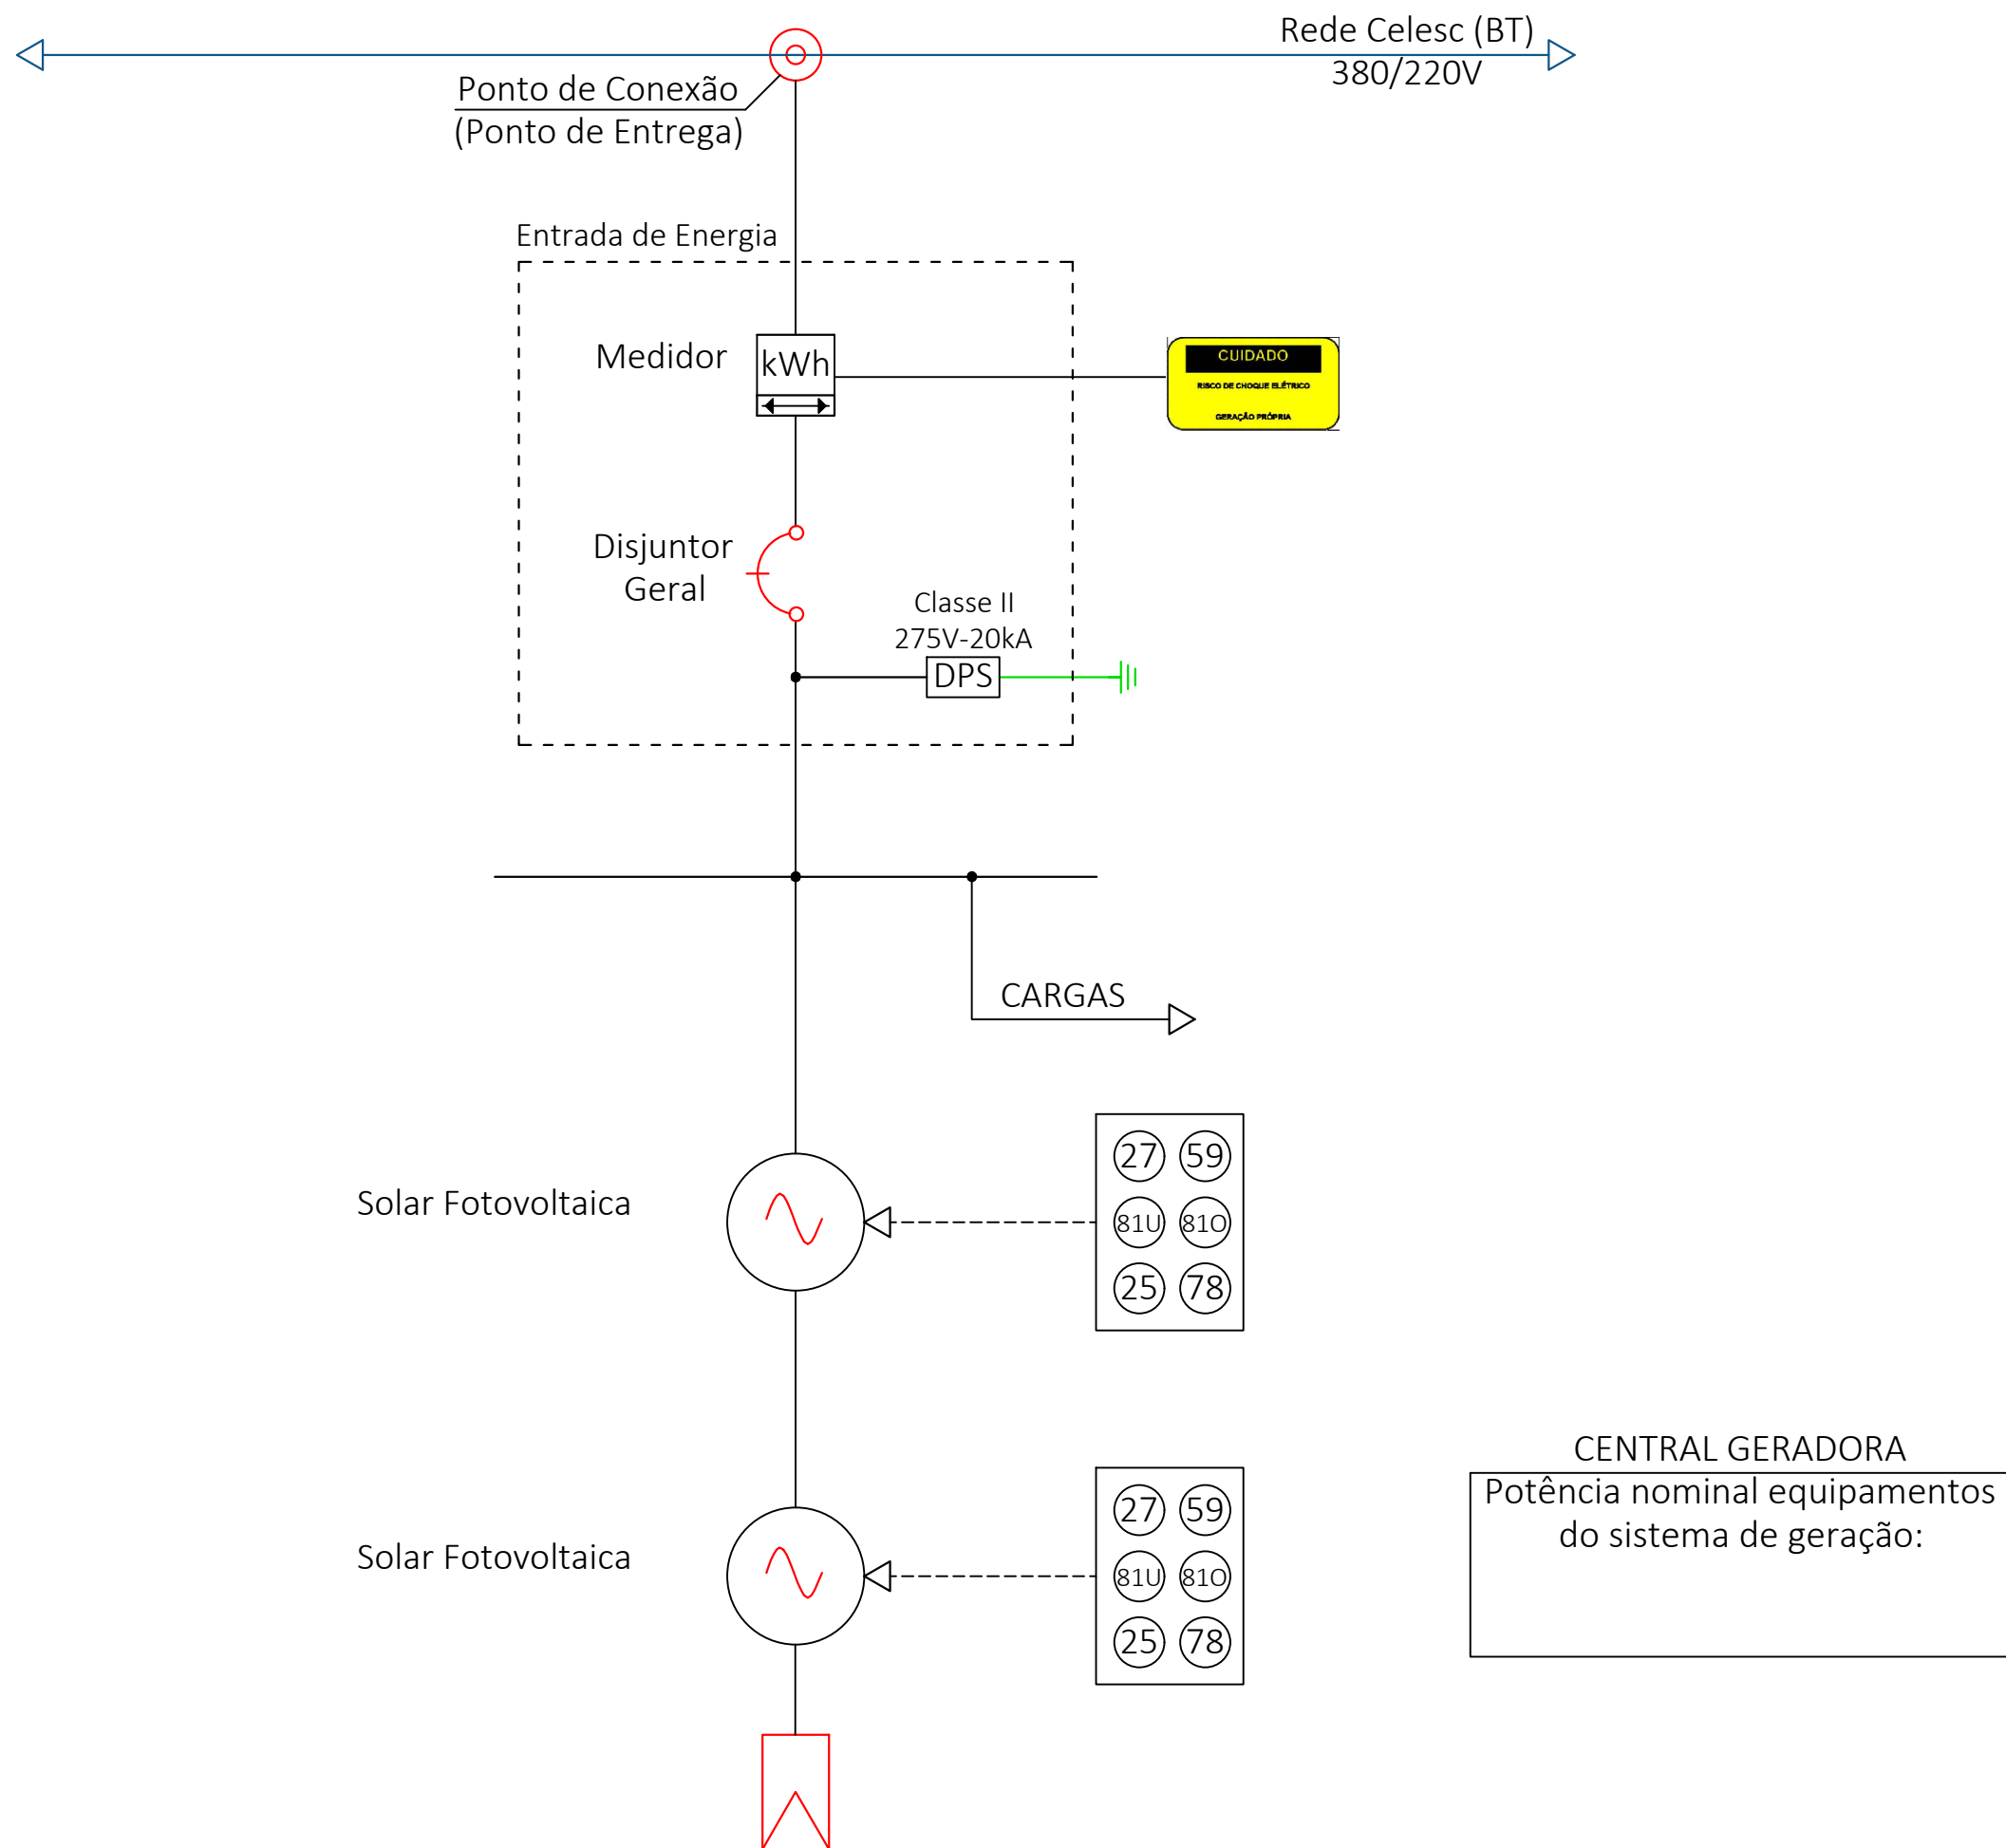 Rede Celesc (BT)
380/220V
Ponto de Conexão
(Ponto de Entrega)
Entrada de Energia
Medidor
kWh
CUIDADO
RISCO DE CHOQUE ELÉTRICO
GERAÇÃO PRÓPRIA
Disjuntor
Geral
Classe II
275V-20kA
DPS
CARGAS
Solar Fotovoltaica
27 59
81U 81O
25 78
Solar Fotovoltaica
27 59
81U 81O
25 78
CENTRAL GERADORA
Potência nominal equipamentos
do sistema de geração: